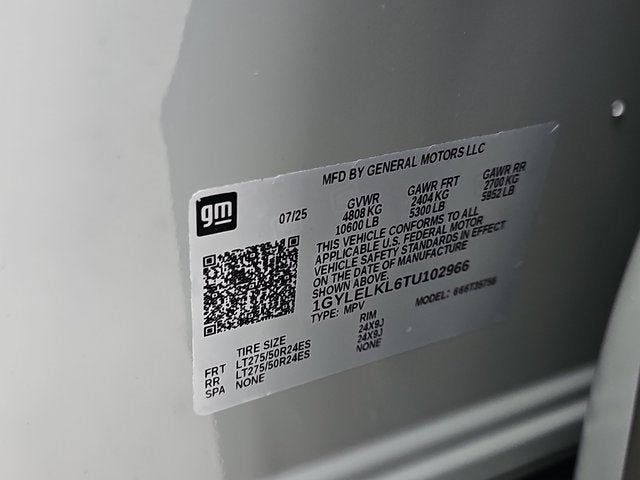 MFD BY GENERAL MOTORS LLC
gm
07/25
GVWR GAWR FRT GAWR RR
4808 KG 2404 KG 2700 KG
10600 LB 5300 LB 5952 LB
THIS VEHICLE CONFORMS TO ALL
APPLICABLE U.S. FEDERAL MOTOR
VEHICLE SAFETY STANDARDS IN EFFECT
ON THE DATE OF MANUFACTURE
SHOWN ABOVE.
1GYLELKL6TU102966
TYPE: MPV MODEL:
TIRE SIZE RIM
FRT LT275/50R24ES 24X9J
RR LT275/50R24ES 24X9J
SPA NONE NONE